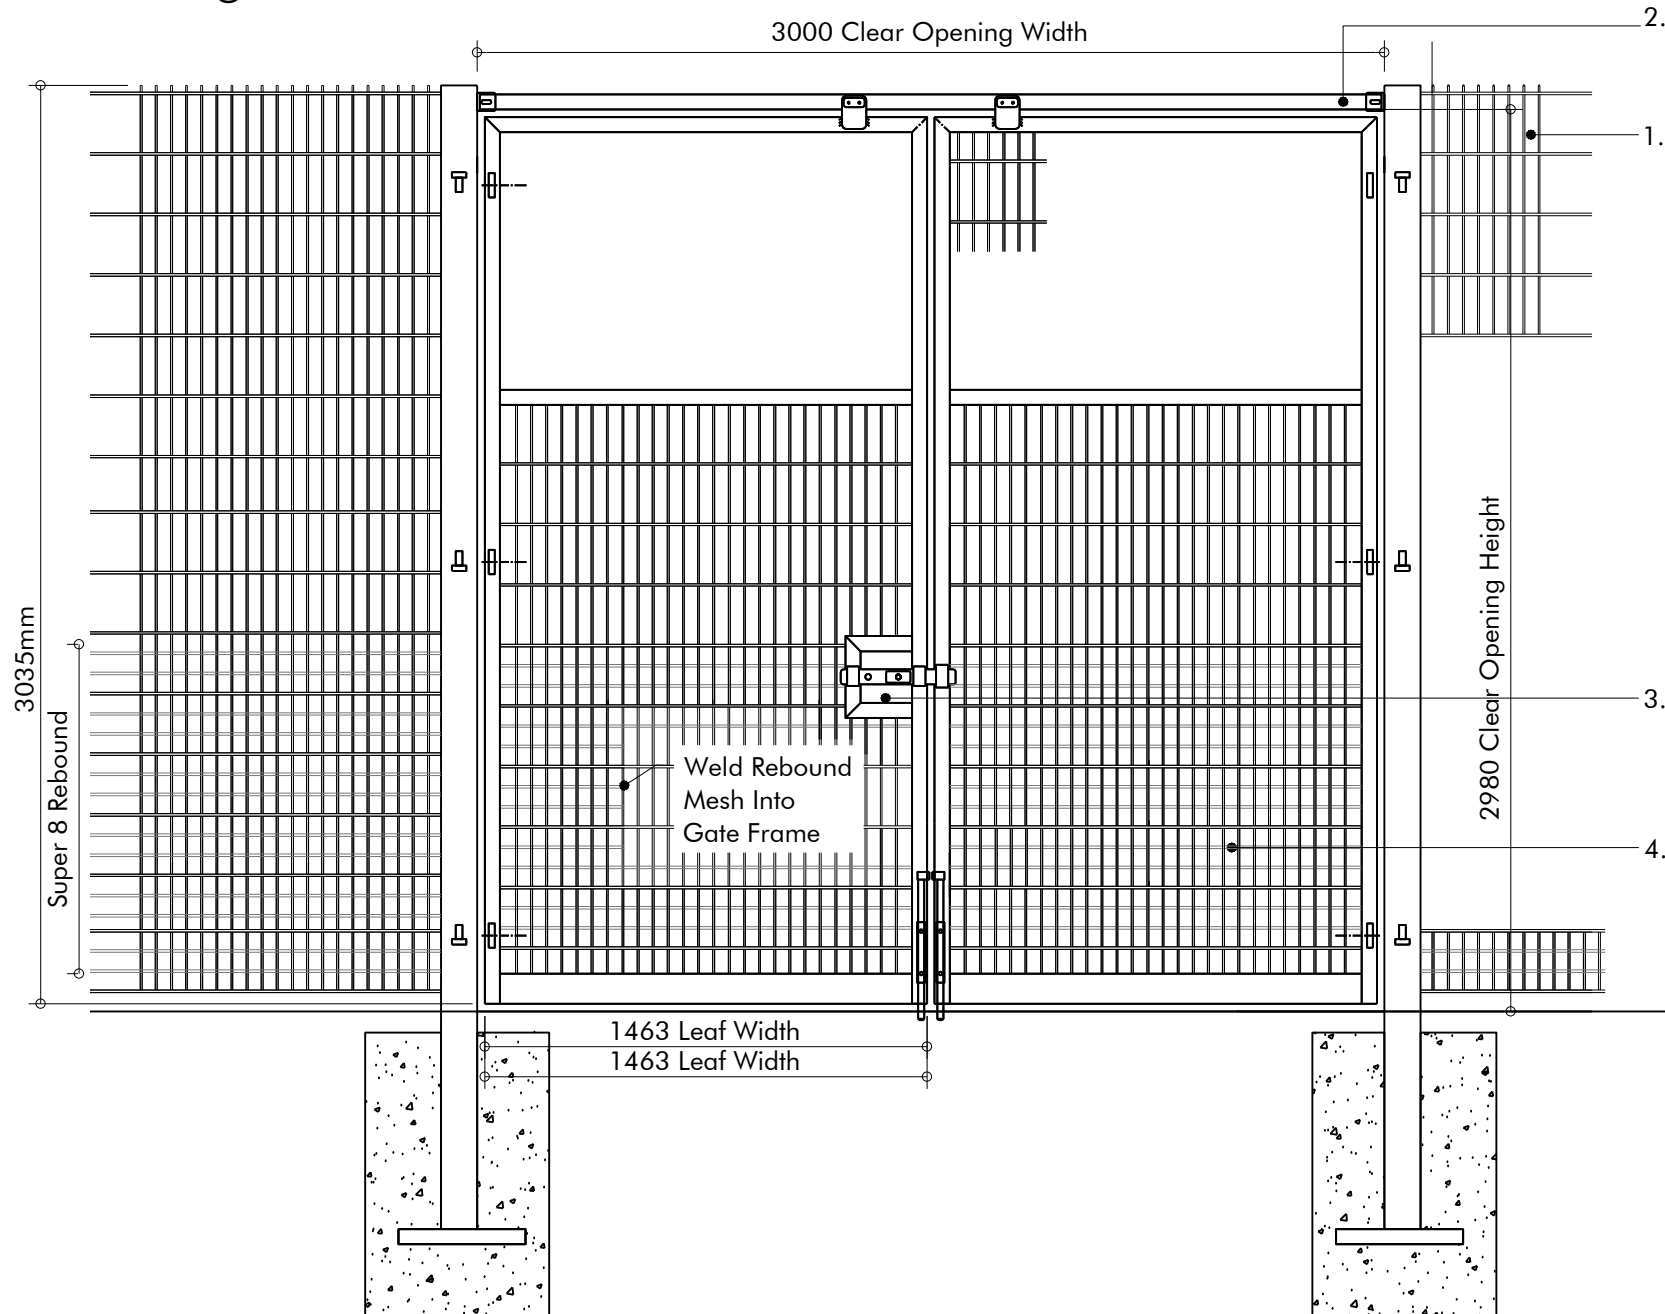 3000 Clear Opening Width
2.
1.
3035mm
Super 8 Rebound
2980 Clear Opening Height
3.
Weld Rebound
Mesh Into
Gate Frame
4.
1463 Leaf Width
1463 Leaf Width